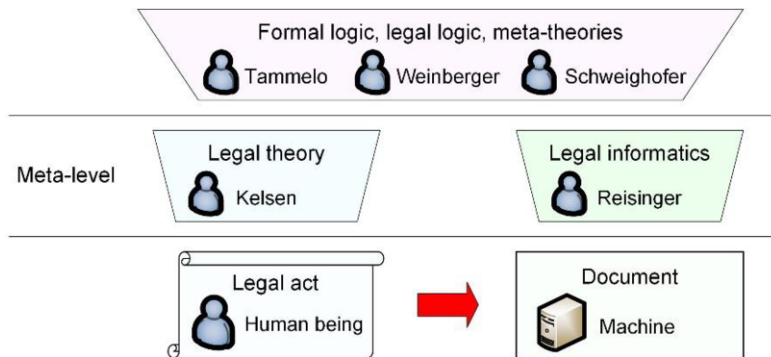 Formal logic, legal logic, meta-theories
Tammelo Weinberger Schweighofer
Meta-level
Legal theory
Kelsen
Legal informatics
Reisinger
Legal act
Human being
Document
Machine